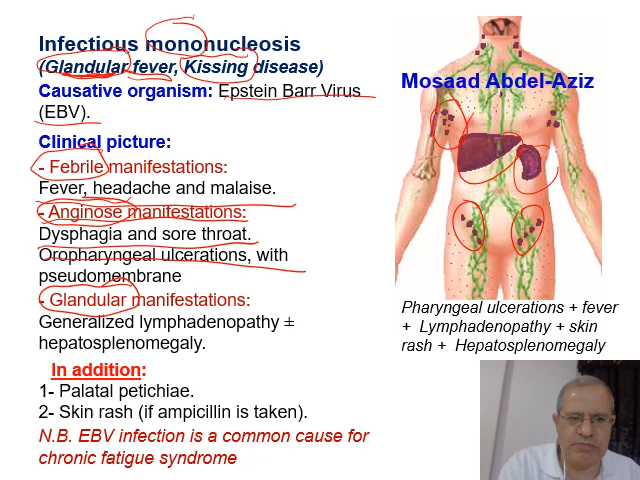 Infectious mononucleosis
(Glandular fever, Kissing disease)
Causative organism: Epstein Barr Virus
(EBV).
Clinical picture:
- Febrile manifestations:
Fever, headache and malaise.
- Anginose manifestations:
Dysphagia and sore throat.
Oropharyngeal ulcerations, with
pseudomembrane
- Glandular manifestations:
Generalized lymphadenopathy ±
hepatosplenomegaly.
In addition:
1- Palatal petichiae.
2- Skin rash (if ampicillin is taken).
N.B. EBV infection is a common cause for
chronic fatigue syndrome
Mosaad Abdel-Aziz
Pharyngeal ulcerations + fever
+ Lymphadenopathy + skin
rash + Hepatosplenomegaly